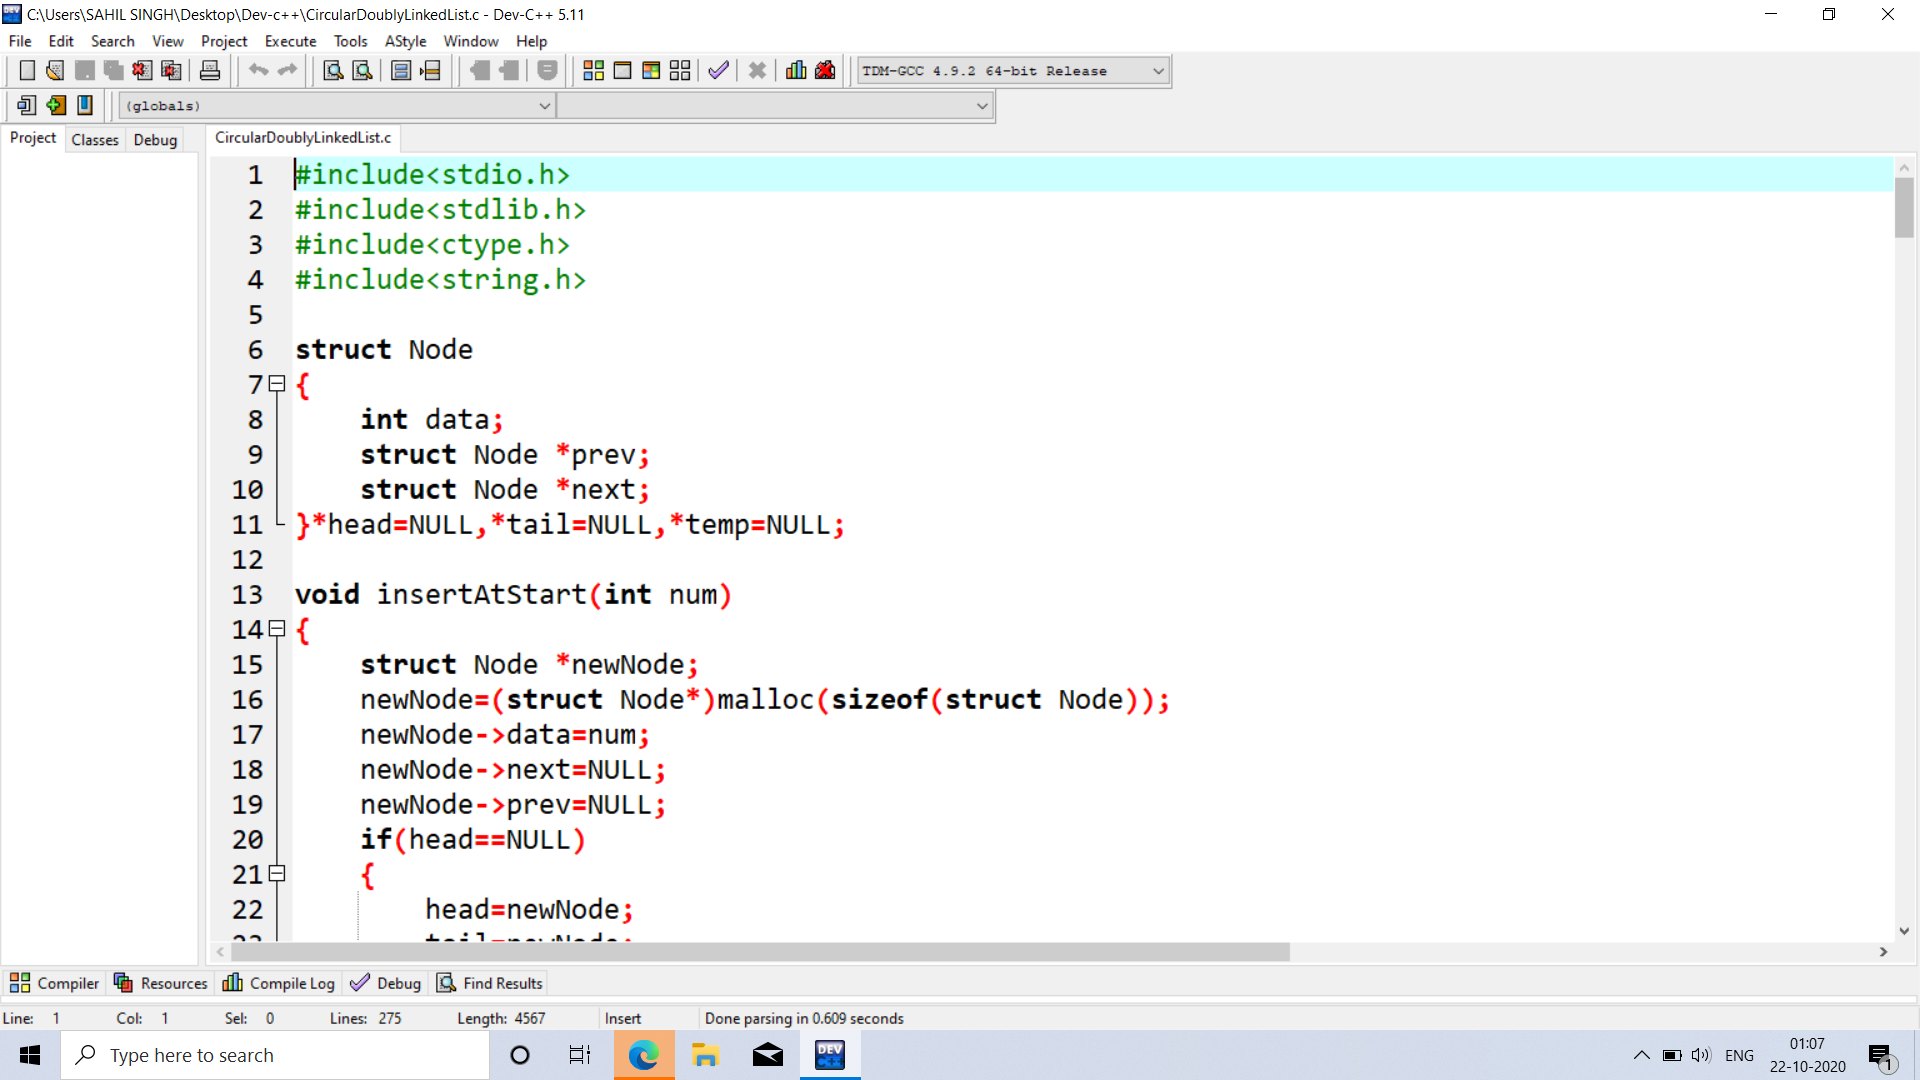 C:\Users\SAHIL SINGH\Desktop\Dev-c++\CircularDoublyLinkedList.c - Dev-C++ 5.11
File Edit Search View Project Execute Tools AStyle Window Help
TDM-GCC 4.9.2 64-bit Release
(globals)
Project Classes Debug CircularDoublyLinkedList.c
1 #include<stdio.h>
2 #include<stdlib.h>
3 #include<ctype.h>
4 #include<string.h>
5
6 struct Node
7 {
8 int data;
9 struct Node *prev;
10 struct Node *next;
11 }*head=NULL,*tail=NULL,*temp=NULL;
12
13 void insertAtStart(int num)
14 {
15 struct Node *newNode;
16 newNode=(struct Node*)malloc(sizeof(struct Node));
17 newNode->data=num;
18 newNode->next=NULL;
19 newNode->prev=NULL;
20 if(head==NULL)
21 {
22 head=newNode;
23 tail=newNode;
Compiler Resources Compile Log Debug Find Results
Line: 1 Col: 1 Sel: 0 Lines: 275 Length: 4567 Insert Done parsing in 0.609 seconds
Type here to search
DEV C++
ENG
01:07
22-10-2020
1